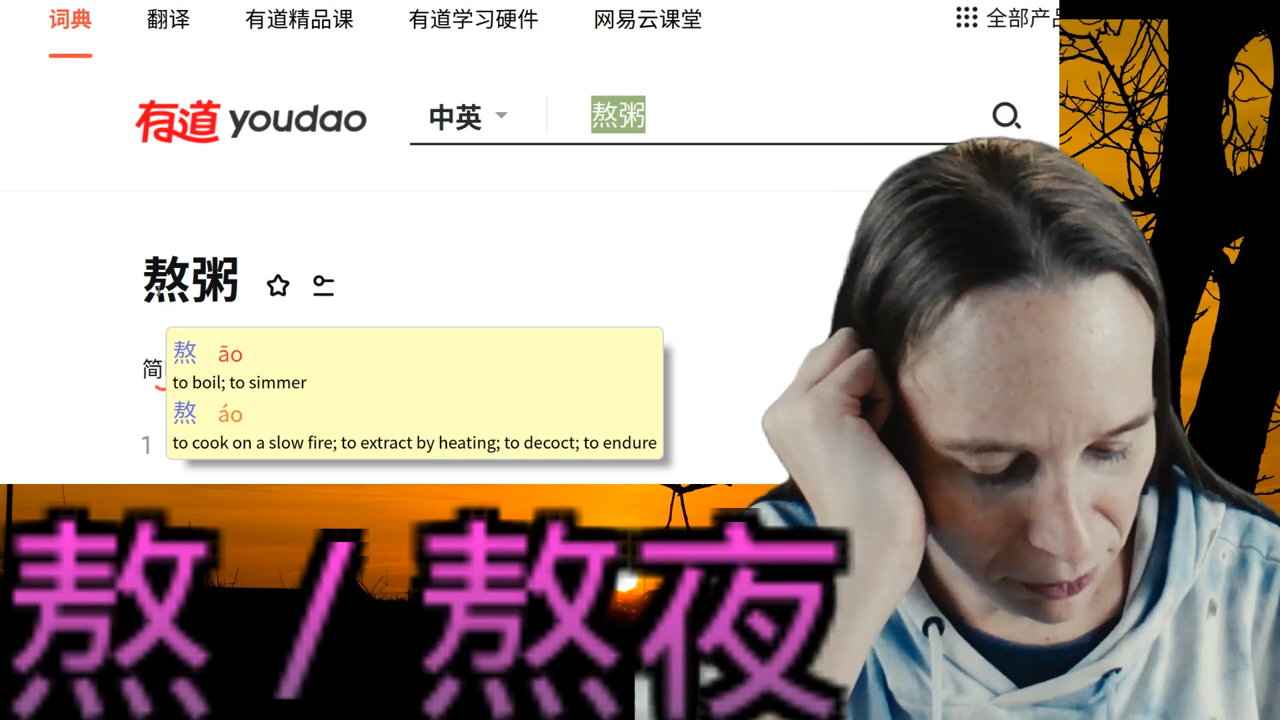 词典 翻译 有道精品课 有道学习硬件 网易云课堂 全部产品
有道 youdao 中英 熬粥
熬粥
简
熬 āo
to boil; to simmer
熬 áo
1 to cook on a slow fire; to extract by heating; to decoct; to endure
熬 / 熬夜